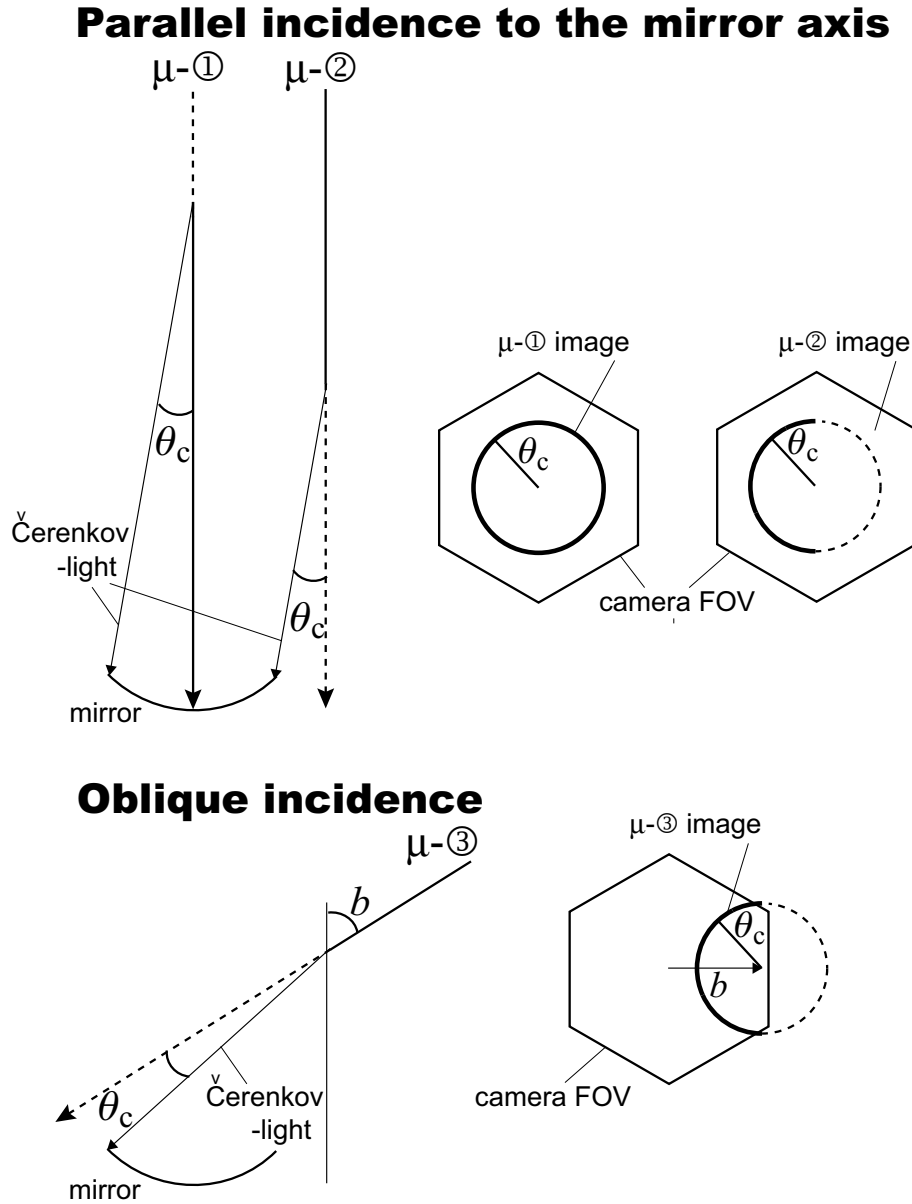 Parallel incidence to the mirror axis
μ-① μ-②
θc
θc
Čerenkov
-light
mirror
μ-① image
θc
μ-② image
θc
camera FOV
Oblique incidence
μ-③
b
θc
Čerenkov
-light
mirror
μ-③ image
θc
b
camera FOV